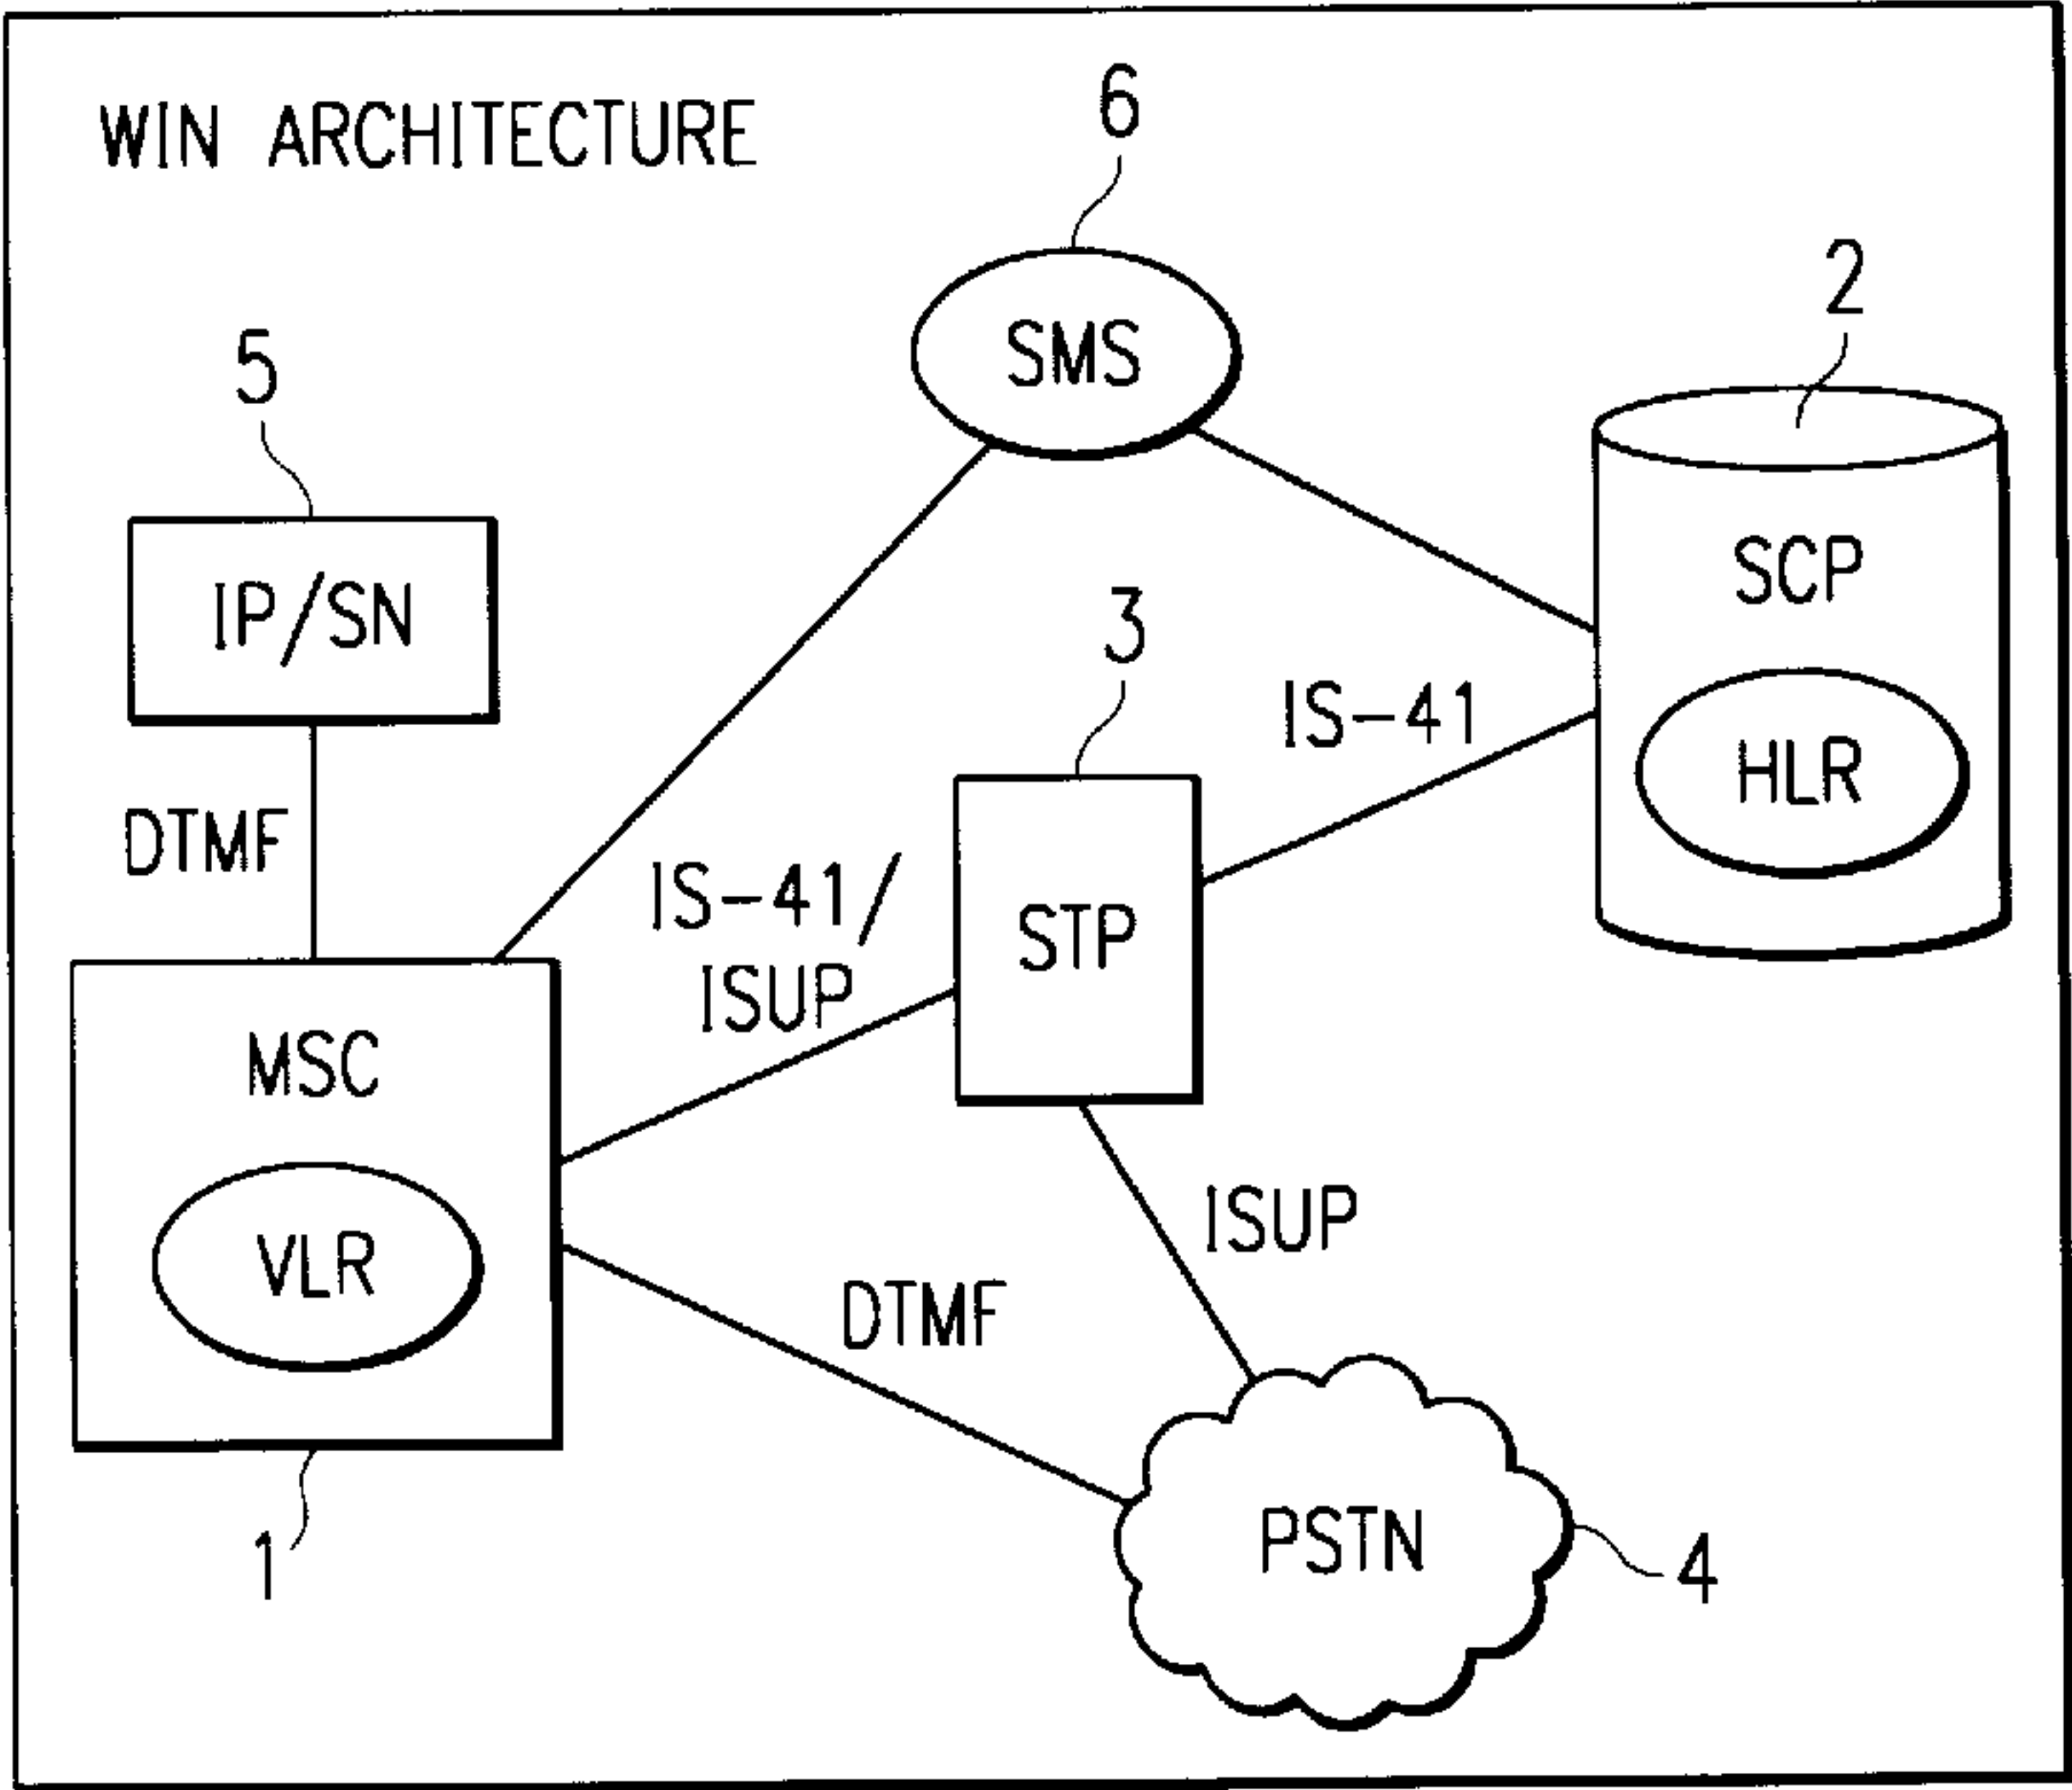 WIN ARCHITECTURE
6
2
5
SMS
SCP
IP/SN
3
IS-41
HLR
DTMF
IS-41/
ISUP
STP
MSC
VLR
ISUP
DTMF
PSTN
1
4